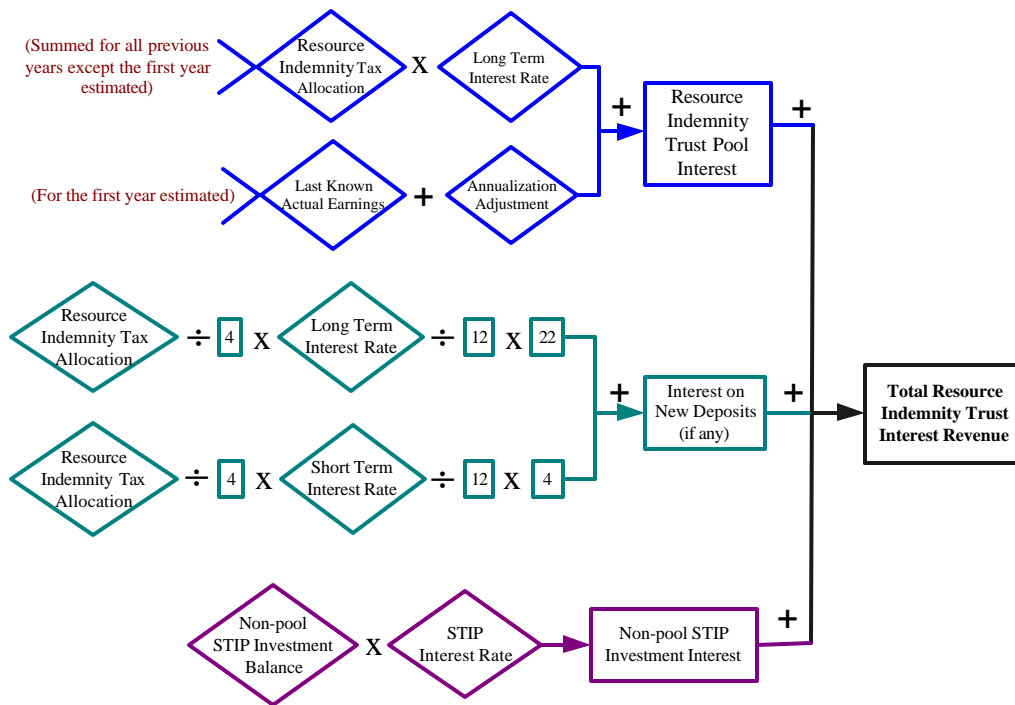 (Summed for all previous
years except the first year
estimated)
Resource
Indemnity Tax
Allocation
X
Long Term
Interest Rate
+
Resource
Indemnity
Trust Pool
Interest
+
(For the first year estimated)
Last Known
Actual Earnings
+
Annualization
Adjustment
Resource
Indemnity Tax
Allocation
÷
4
X
Long Term
Interest Rate
÷
12
X
22
+
Interest on
New Deposits
(if any)
+
Total Resource
Indemnity Trust
Interest Revenue
Resource
Indemnity Tax
Allocation
÷
4
X
Short Term
Interest Rate
÷
12
X
4
Non-pool
STIP Investment
Balance
X
STIP
Interest Rate
Non-pool STIP
Investment Interest
+